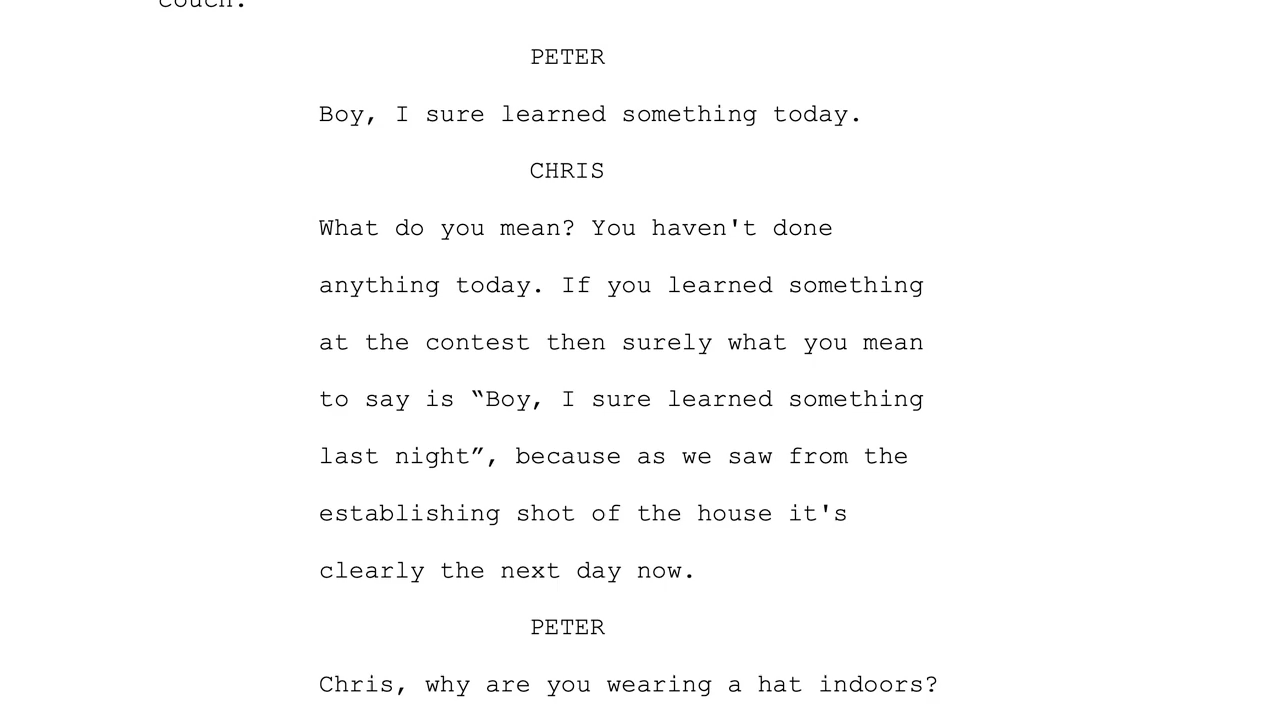 couch.
PETER
Boy, I sure learned something today.
CHRIS
What do you mean? You haven't done
anything today. If you learned something
at the contest then surely what you mean
to say is “Boy, I sure learned something
last night”, because as we saw from the
establishing shot of the house it's
clearly the next day now.
PETER
Chris, why are you wearing a hat indoors?